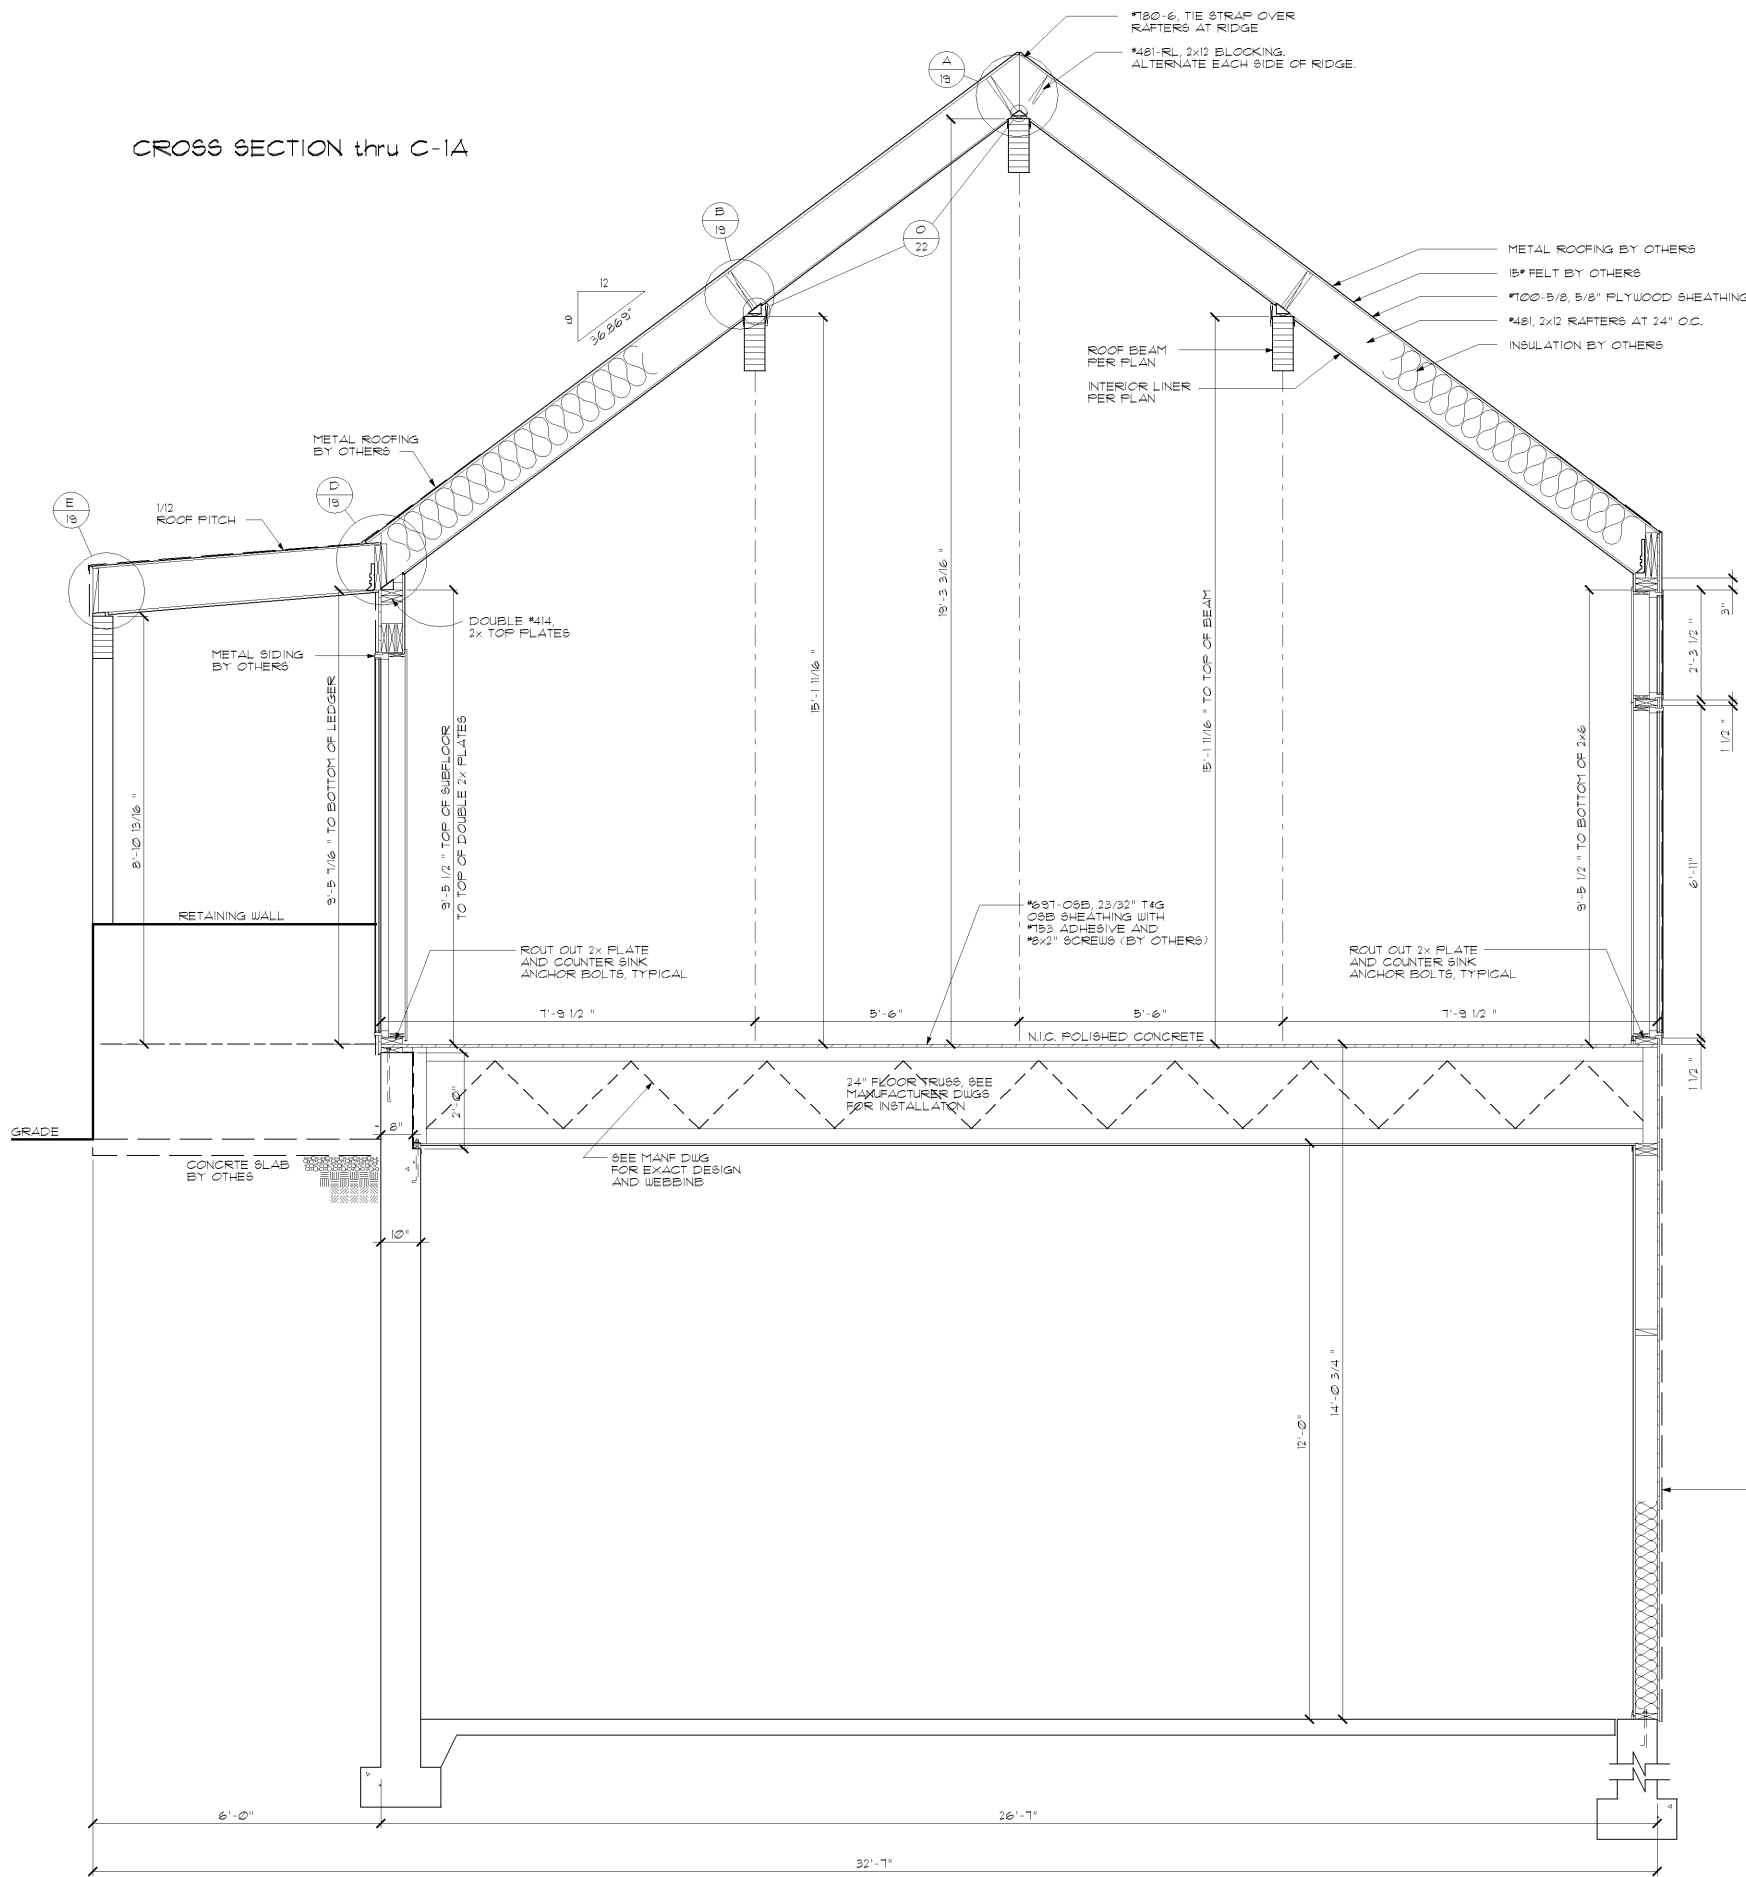 #780-6, TIE STRAP OVER
RAFTERS AT RIDGE
#481-RL, 2x12 BLOCKING.
ALTERNATE EACH SIDE OF RIDGE.
A
19
CROSS SECTION thru C-1A
B
19
O
22
METAL ROOFING BY OTHERS
15# FELT BY OTHERS
#700-5/8, 5/8" PLYWOOD SHEATHING
#481, 2x12 RAFTERS AT 24" O.C.
INSULATION BY OTHERS
12
9
36.869°
ROOF BEAM
PER PLAN
INTERIOR LINER
PER PLAN
METAL ROOFING
BY OTHERS
D
19
E
19
1/12
ROOF PITCH
DOUBLE #414,
2x TOP PLATES
METAL SIDING
BY OTHERS
8'-10 13/16 "
9'-5 7/16 " TO BOTTOM OF LEDGER
9'-5 1/2 " TOP OF SUBFLOOR
TO TOP OF DOUBLE 2x PLATES
15'-1 11/16 "
19'-3 3/16 "
15'-1 11/16 " TO TOP OF BEAM
9'-5 1/2 " TO BOTTOM OF 2x6
3"
2'-3 1/2 "
1 1/2 "
6'-11"
RETAINING WALL
#697-OSB, 23/32" T&G
OSB SHEATHING WITH
#753 ADHESIVE AND
#8x2" SCREWS (BY OTHERS)
ROUT OUT 2x PLATE
AND COUNTER SINK
ANCHOR BOLTS, TYPICAL
ROUT OUT 2x PLATE
AND COUNTER SINK
ANCHOR BOLTS, TYPICAL
7'-9 1/2 "
5'-6"
5'-6"
7'-9 1/2 "
N.I.C. POLISHED CONCRETE
1 1/2 "
24" FLOOR TRUSS, SEE
MANUFACTURER DWGS
FOR INSTALLATON
2'-0"
8"
GRADE
CONCRTE SLAB
BY OTHES
SEE MANF DWG
FOR EXACT DESIGN
AND WEBBINB
10"
12'-0"
14'-0 3/4 "
6'-0"
26'-7"
32'-7"